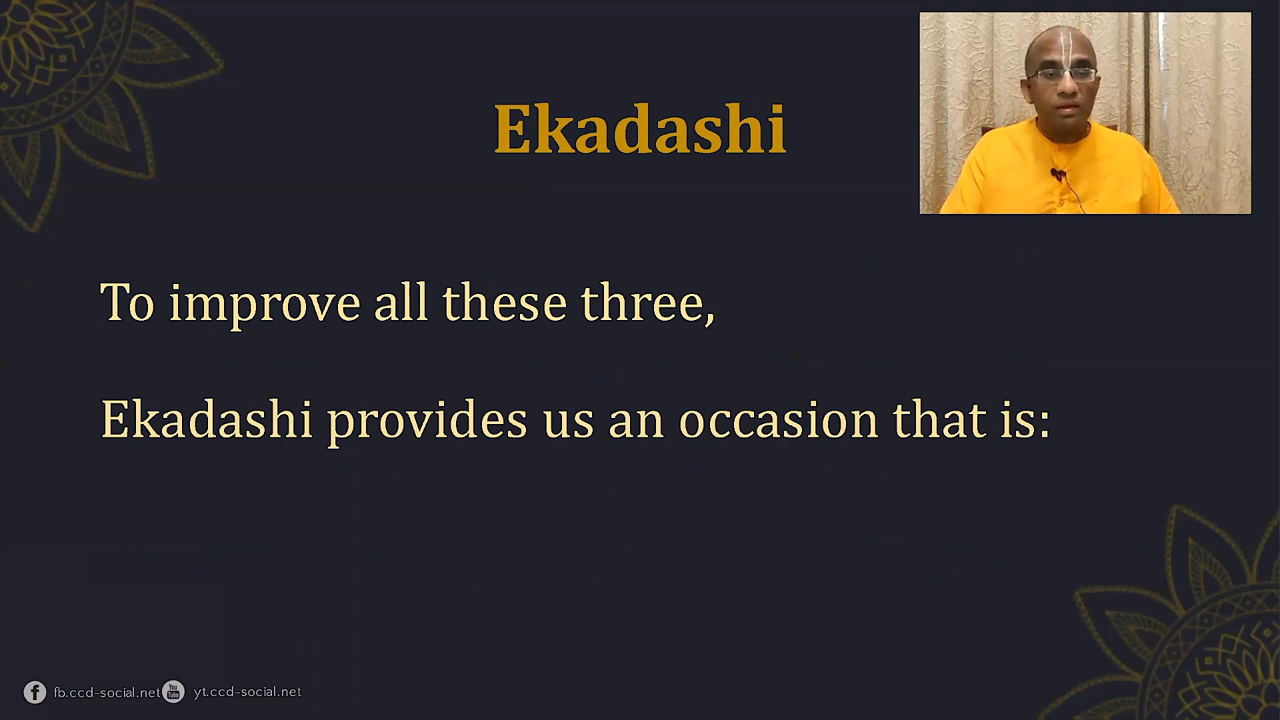 Ekadashi
To improve all these three,
Ekadashi provides us an occasion that is:
fb.ccd-social.net yt.ccd-social.net